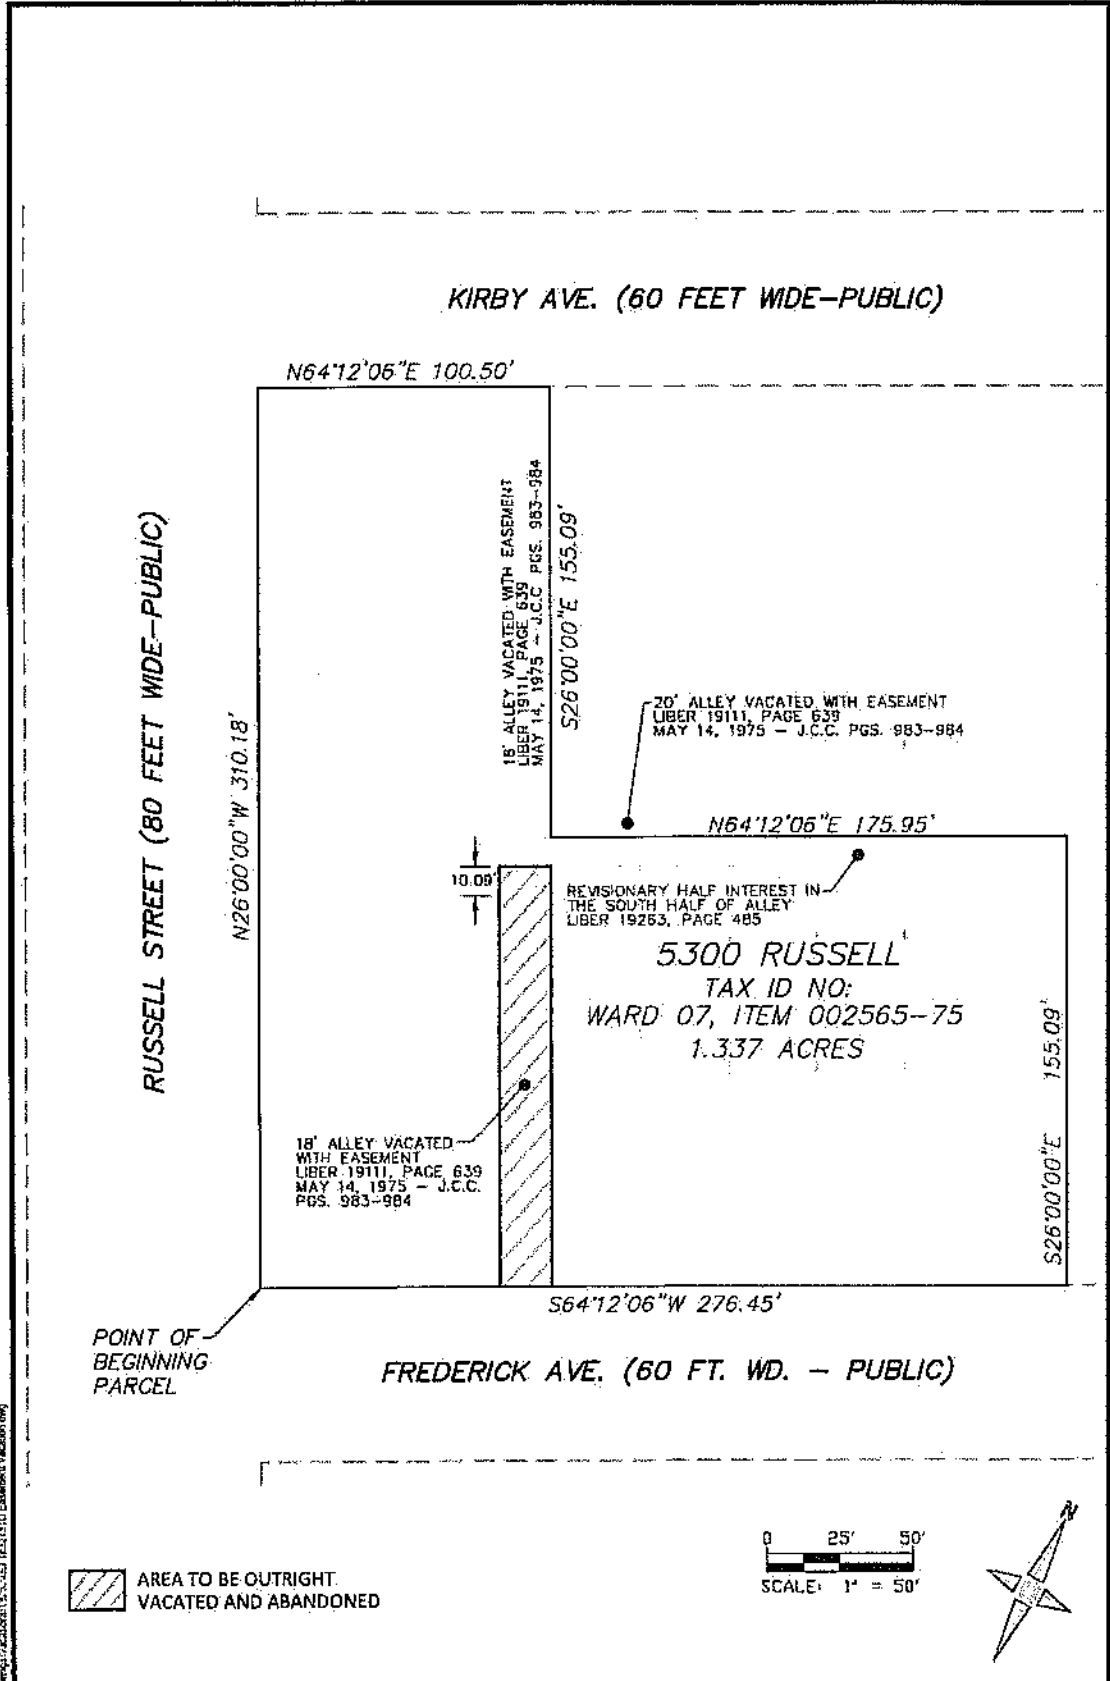 KIRBY AVE. (60 FEET WIDE-PUBLIC)
N64°12'06"E 100.50'
RUSSELL STREET (80 FEET WIDE-PUBLIC)
N26°00'00"W 310.18'
18' ALLEY VACATED WITH EASEMENT
LIBER 19111, PAGE 639
MAY 14, 1975 - J.C.C. PGS. 983-984
S26°00'00"E 155.09'
20' ALLEY VACATED WITH EASEMENT
LIBER 19111, PAGE 639
MAY 14, 1975 - J.C.C. PGS. 983-984
N64°12'06"E 175.95'
10.09'
REVISIONARY HALF INTEREST IN
THE SOUTH HALF OF ALLEY
LIBER 19263, PAGE 485
5300 RUSSELL
TAX ID NO:
WARD 07, ITEM 002565-75
1.337 ACRES
S26°00'00"E 155.09'
18' ALLEY VACATED
WITH EASEMENT
LIBER 19111, PAGE 639
MAY 14, 1975 - J.C.C.
PGS. 983-984
S64°12'06"W 276.45'
POINT OF
BEGINNING
PARCEL
FREDERICK AVE. (60 FT. WD. - PUBLIC)
0 25' 50'
SCALE: 1" = 50'
N
AREA TO BE OUTRIGHT
VACATED AND ABANDONED